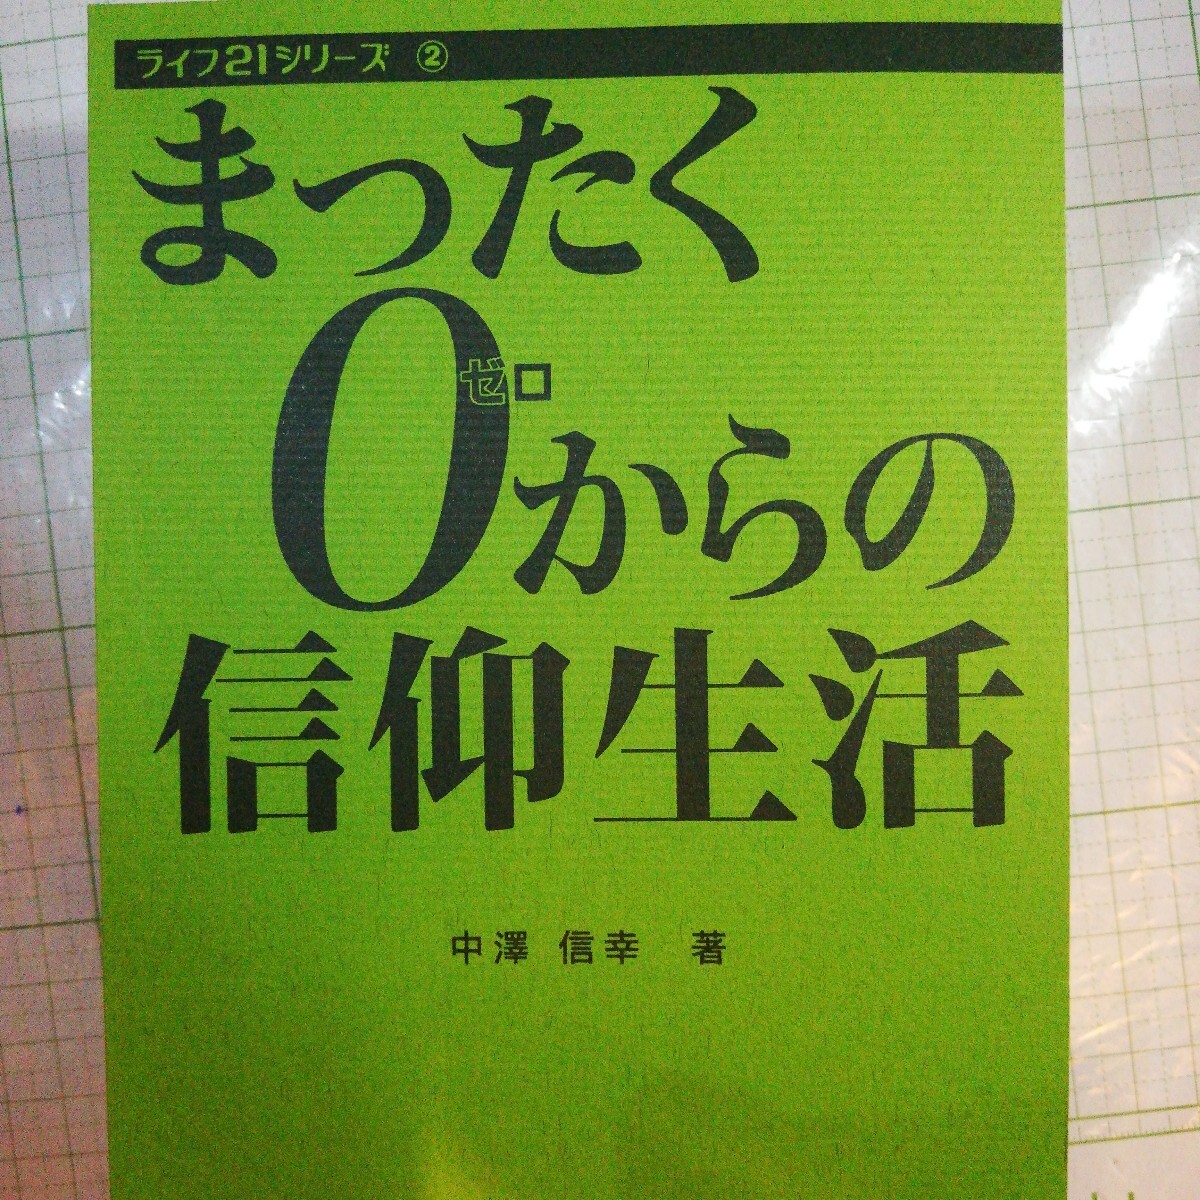 ライフ21シリーズ ②
まったく
0ゼロからの
信仰生活
中澤 信幸 著